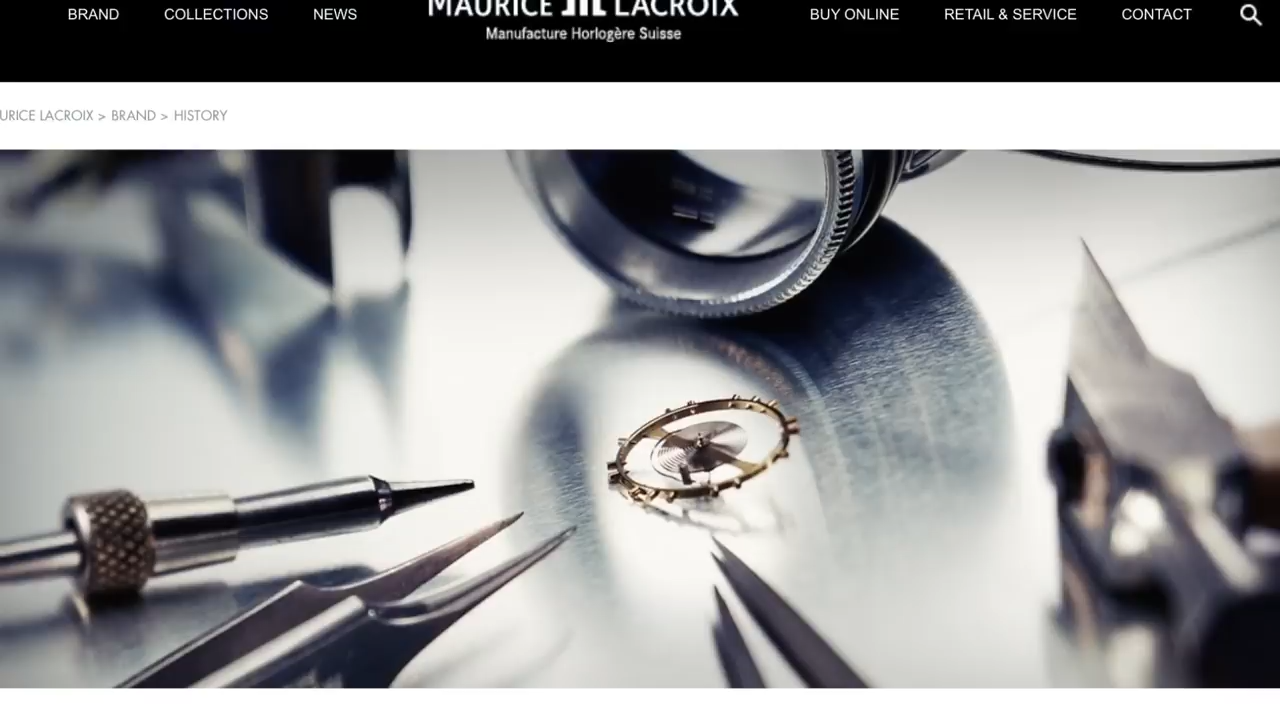 BRAND COLLECTIONS NEWS MAURICE LACROIX BUY ONLINE RETAIL & SERVICE CONTACT
Manufacture Horlogère Suisse
URICE LACROIX > BRAND > HISTORY